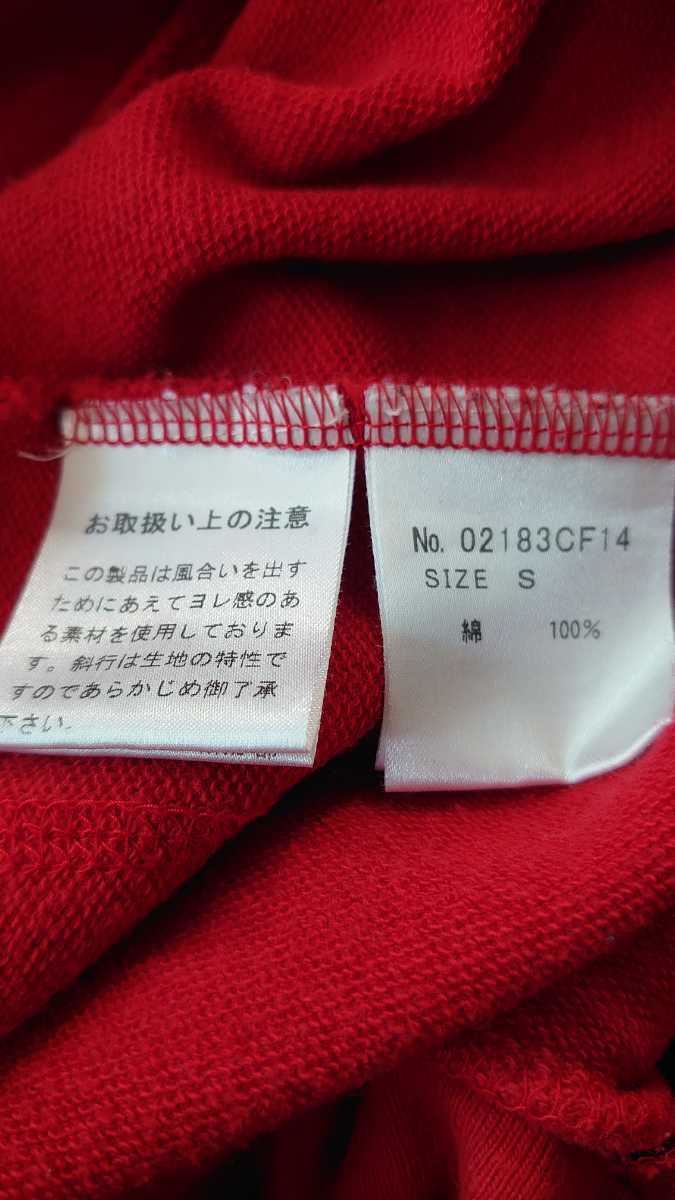 お取扱い上の注意
この製品は風合いを出す
ためにあえてヨレ感のあ
る素材を使用しておりま
す。斜行は生地の特性で
すのであらかじめ御了承
下さい。
No. 02183CF14
SIZE S
綿 100%